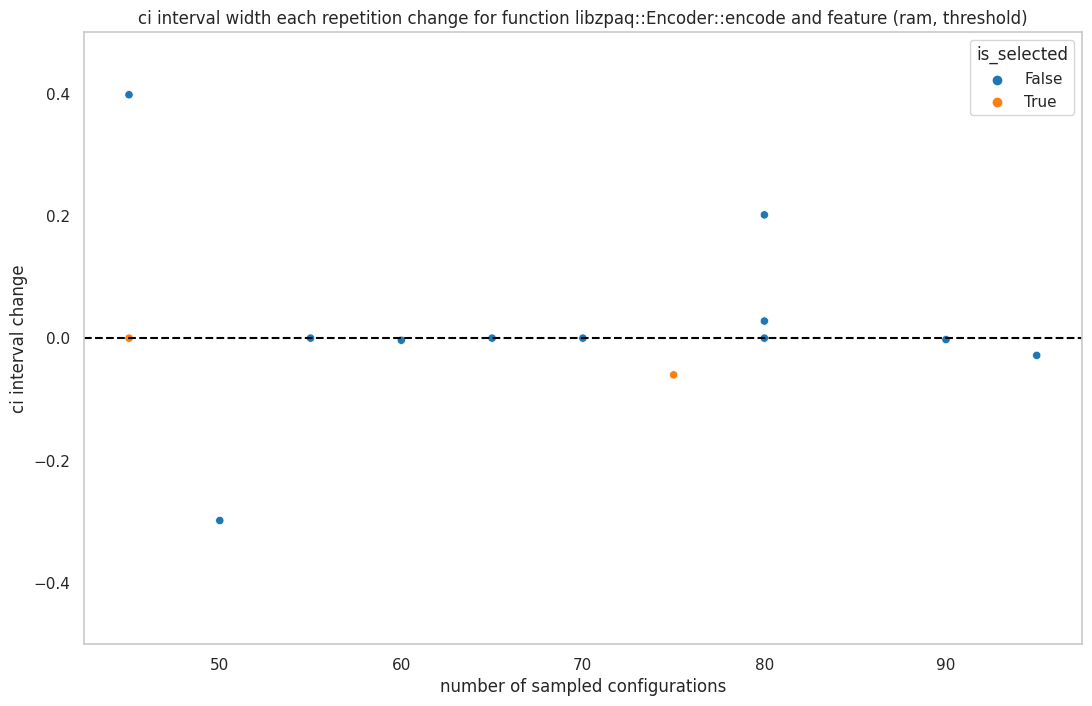 ci interval width each repetition change for function libzpaq::Encoder::encode and feature (ram, threshold)
is_selected
False
True
0.4
0.2
0.0
−0.2
−0.4
ci interval change
50
60
70
80
90
number of sampled configurations